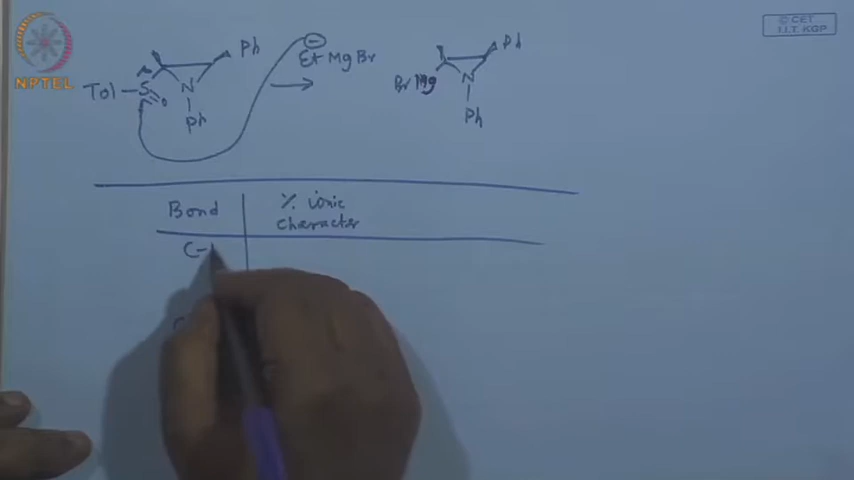 © CET
I.I.T. KGP
NPTEL
Ph
Tol
S
O
N
Ph
⊖
EtMgBr
Ph
BrMg
N
Ph
Bond
% ionic
character
C-